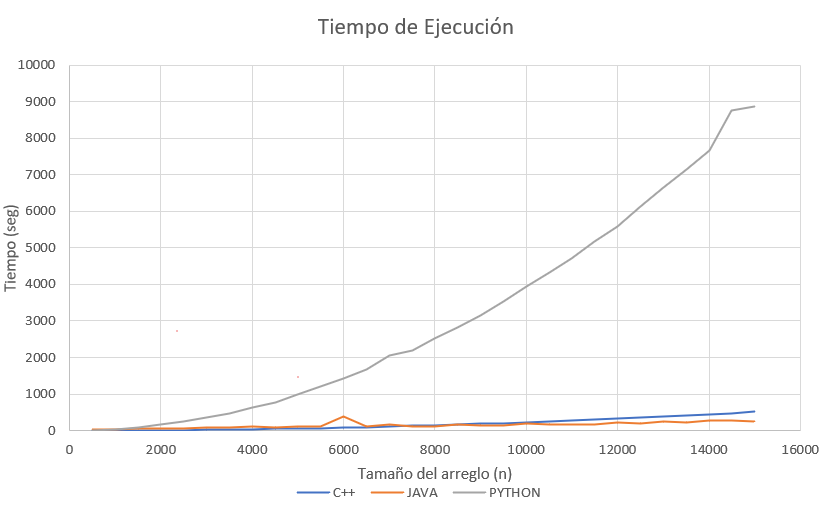 Tiempo de Ejecución
10000
9000
8000
7000
6000
5000
4000
3000
2000
1000
0
Tiempo (seg)
0 2000 4000 6000 8000 10000 12000 14000 16000
Tamaño del arreglo (n)
C++ JAVA PYTHON